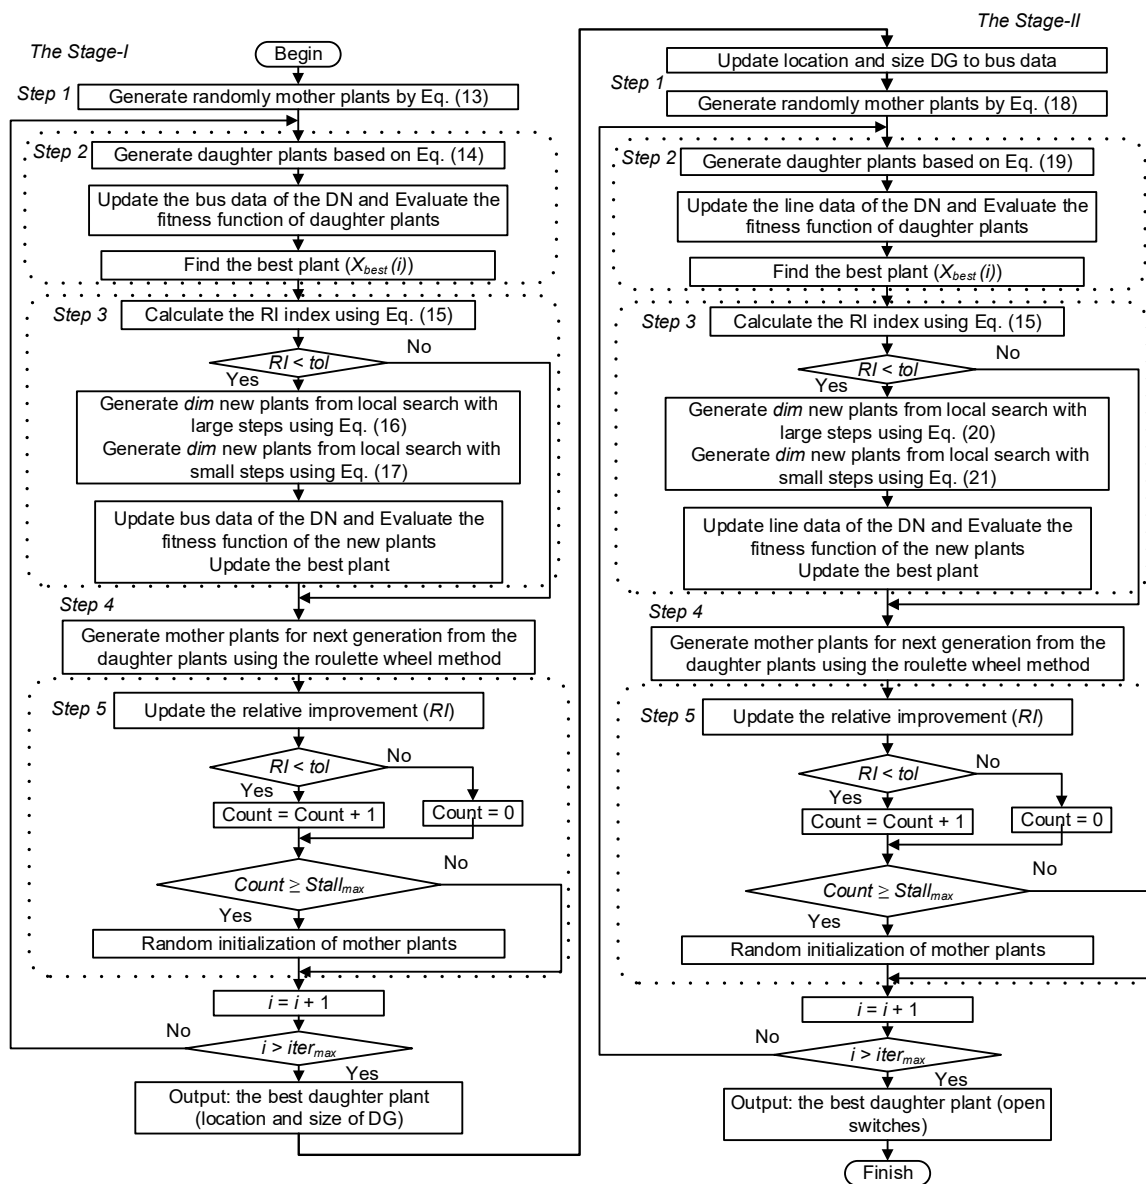 The Stage-I
Begin
Step 1
Generate randomly mother plants by Eq. (13)
Step 2
Generate daughter plants based on Eq. (14)
Update the bus data of the DN and Evaluate the
fitness function of daughter plants
Find the best plant (Xbest (i))
Step 3
Calculate the RI index using Eq. (15)
RI < tol
No
Yes
Generate dim new plants from local search with
large steps using Eq. (16)
Generate dim new plants from local search with
small steps using Eq. (17)
Update bus data of the DN and Evaluate the
fitness function of the new plants
Update the best plant
Step 4
Generate mother plants for next generation from the
daughter plants using the roulette wheel method
Step 5
Update the relative improvement (RI)
RI < tol
No
Yes
Count = Count + 1
Count = 0
Count ≥ Stallmax
No
Yes
Random initialization of mother plants
i = i + 1
No
i > itermax
Yes
Output: the best daughter plant
(location and size of DG)
The Stage-II
Update location and size DG to bus data
Step 1
Generate randomly mother plants by Eq. (18)
Step 2
Generate daughter plants based on Eq. (19)
Update the line data of the DN and Evaluate the
fitness function of daughter plants
Find the best plant (Xbest (i))
Step 3
Calculate the RI index using Eq. (15)
RI < tol
No
Yes
Generate dim new plants from local search with
large steps using Eq. (20)
Generate dim new plants from local search with
small steps using Eq. (21)
Update line data of the DN and Evaluate the
fitness function of the new plants
Update the best plant
Step 4
Generate mother plants for next generation from the
daughter plants using the roulette wheel method
Step 5
Update the relative improvement (RI)
RI < tol
No
Yes
Count = Count + 1
Count = 0
Count ≥ Stallmax
No
Yes
Random initialization of mother plants
i = i + 1
No
i > itermax
Yes
Output: the best daughter plant (open
switches)
Finish